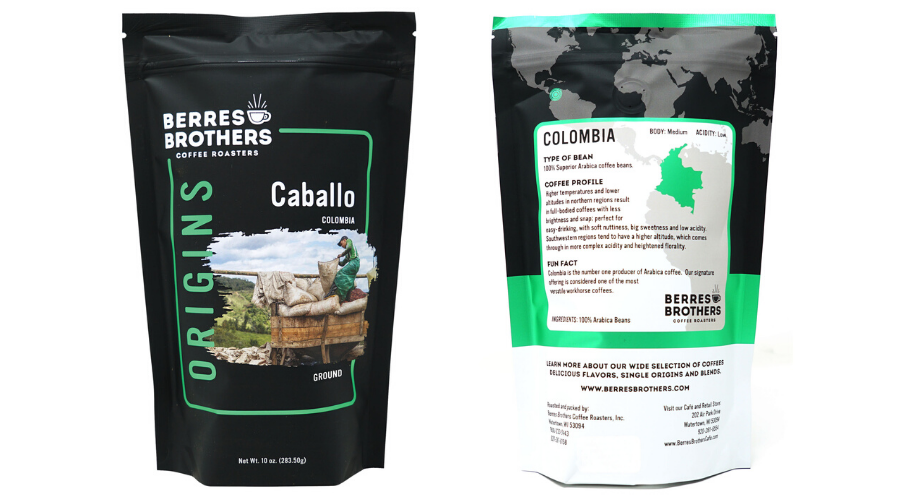 BERRES
BROTHERS
COFFEE ROASTERS
ORIGINS
Caballo
COLOMBIA
GROUND
Net Wt. 10 oz. (283.50g)
COLOMBIA
BODY: Medium ACIDITY: Low
TYPE OF BEAN
100% Superior Arabica coffee beans.
COFFEE PROFILE
Higher temperatures and lower
altitudes in northern regions result
in full-bodied coffees with less
brightness and snap; perfect for
easy-drinking, with soft nuttiness, big sweetness and low acidity.
Southwestern regions tend to have a higher altitude, which comes
through in more complex acidity and heightened florality.
FUN FACT
Colombia is the number one producer of Arabica coffee. Our signature
offering is considered one of the most
versatile workhorse coffees.
INGREDIENTS: 100% Arabica Beans
BERRES
BROTHERS
COFFEE ROASTERS
LEARN MORE ABOUT OUR WIDE SELECTION OF COFFEES
DELICIOUS FLAVORS, SINGLE ORIGINS AND BLENDS.
WWW.BERRESBROTHERS.COM
Roasted and packed by:
Berres Brothers Coffee Roasters, Inc.
Watertown, WI 53094
Visit our Cafe and Retail Store:
202 Air Park Drive
Watertown, WI 53094
www.BerresBrothersCafe.com